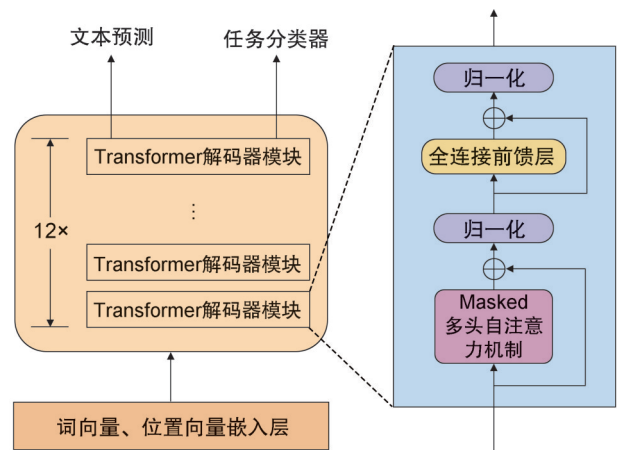 文本预测
任务分类器
Transformer解码器模块
⋮
12×
Transformer解码器模块
Transformer解码器模块
词向量、位置向量嵌入层
归一化
全连接前馈层
归一化
Masked
多头自注意
力机制